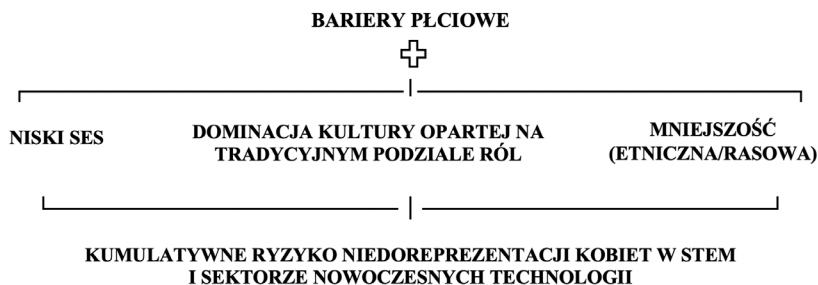 BARIERY PŁCIOWE
NISKI SES
DOMINACJA KULTURY OPARTEJ NA
TRADYCYJNYM PODZIALE RÓL
MNIEJSZOŚĆ
(ETNICZNA/RASOWA)
KUMULATYWNE RYZYKO NIEDOREPREZENTACJI KOBIET W STEM
I SEKTORZE NOWOCZESNYCH TECHNOLOGII